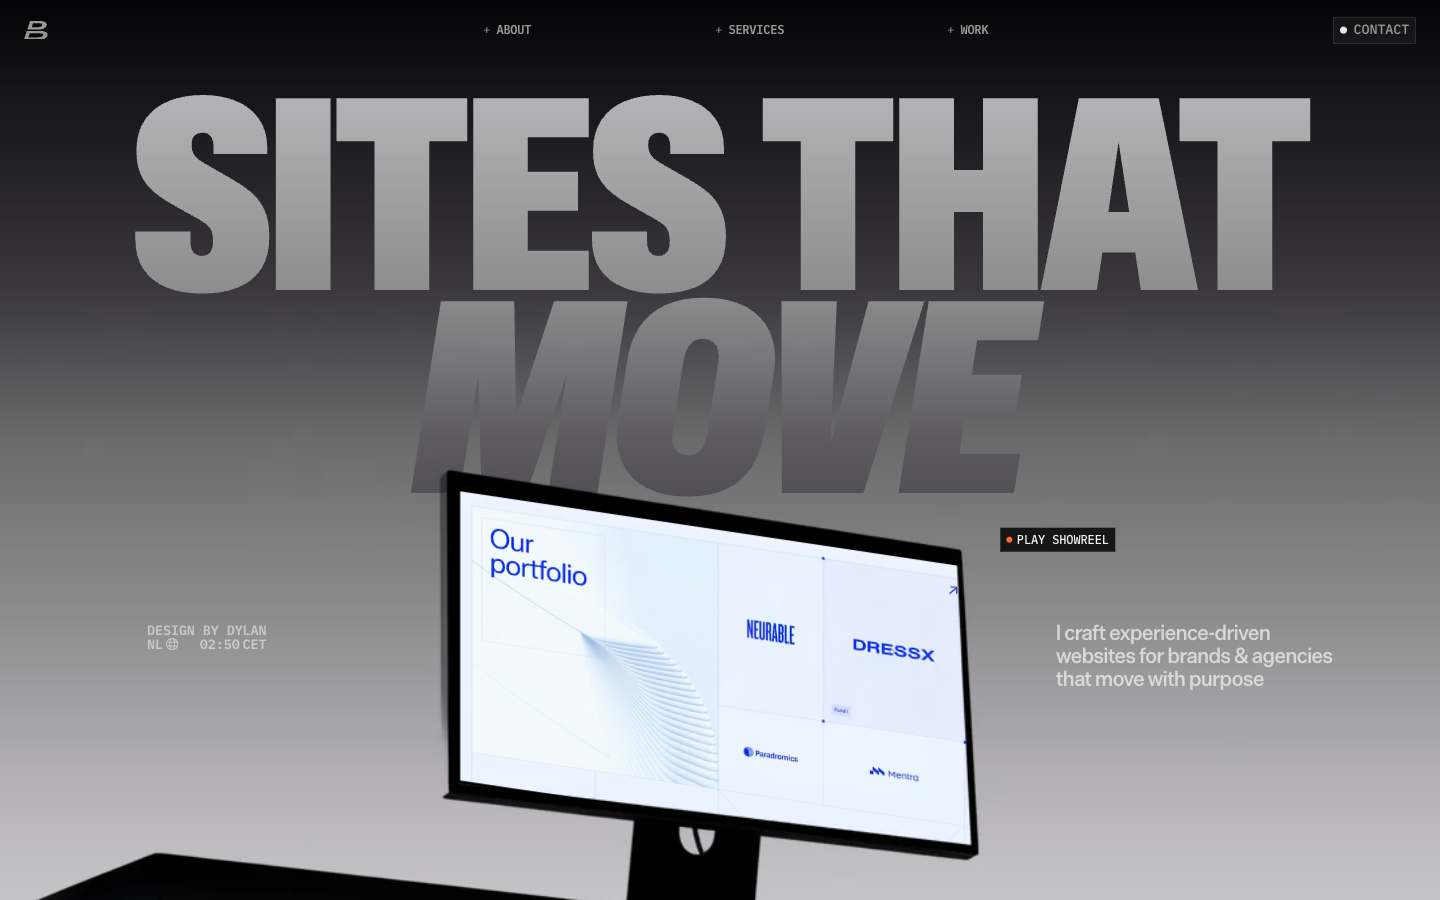 B
+ ABOUT
+ SERVICES
+ WORK
CONTACT
SITES THAT
MOVE
PLAY SHOWREEL
Our
portfolio
NEURABLE
DRESSX
Paradromics
Mentra
DESIGN BY DYLAN
NL 02:50 CET
I craft experience-driven
websites for brands & agencies
that move with purpose